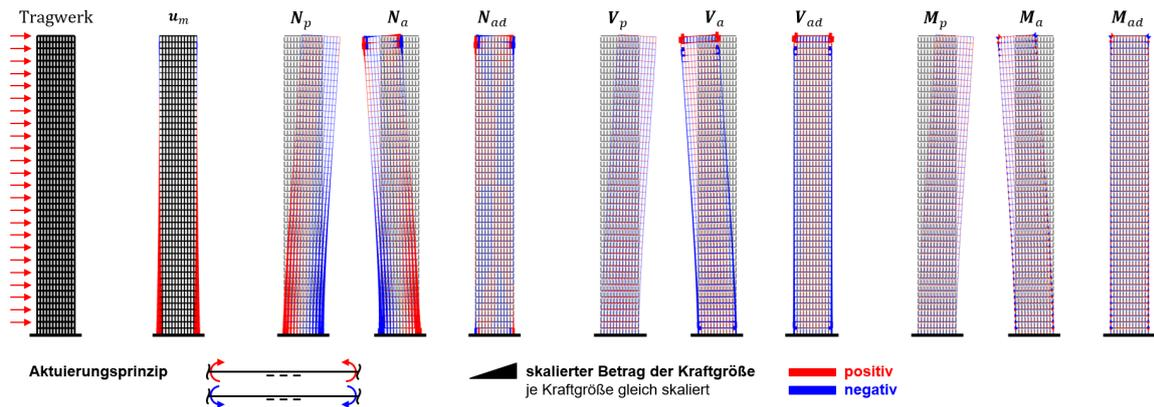 Tragwerk u_m N_p N_a N_ad V_p V_a V_ad M_p M_a M_ad
Aktuierungsprinzip
skalierter Betrag der Kraftgröße
je Kraftgröße gleich skaliert
positiv
negativ